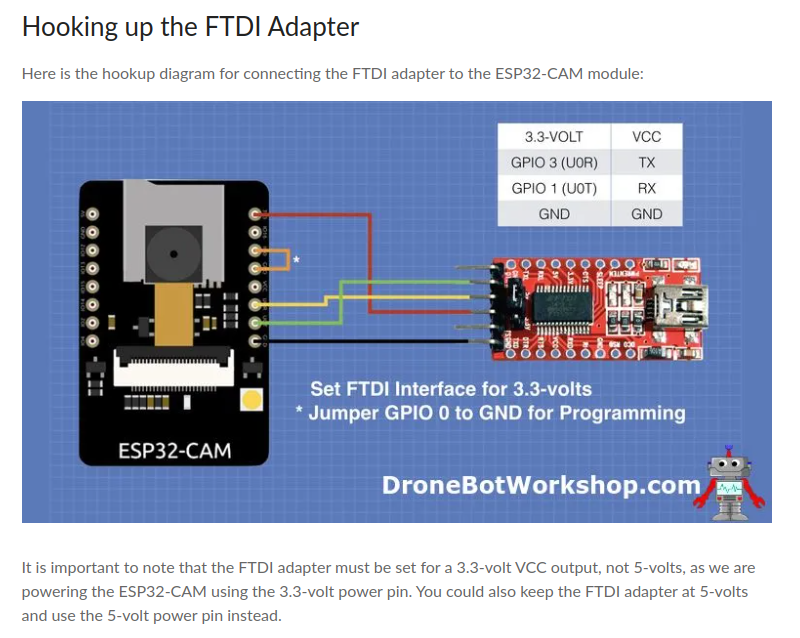 Hooking up the FTDI Adapter
Here is the hookup diagram for connecting the FTDI adapter to the ESP32-CAM module:
3.3-VOLT VCC
GPIO 3 (U0R) TX
GPIO 1 (U0T) RX
GND GND
*
ESP32-CAM
Set FTDI Interface for 3.3-volts
* Jumper GPIO 0 to GND for Programming
DroneBotWorkshop.com
It is important to note that the FTDI adapter must be set for a 3.3-volt VCC output, not 5-volts, as we are
powering the ESP32-CAM using the 3.3-volt power pin. You could also keep the FTDI adapter at 5-volts
and use the 5-volt power pin instead.